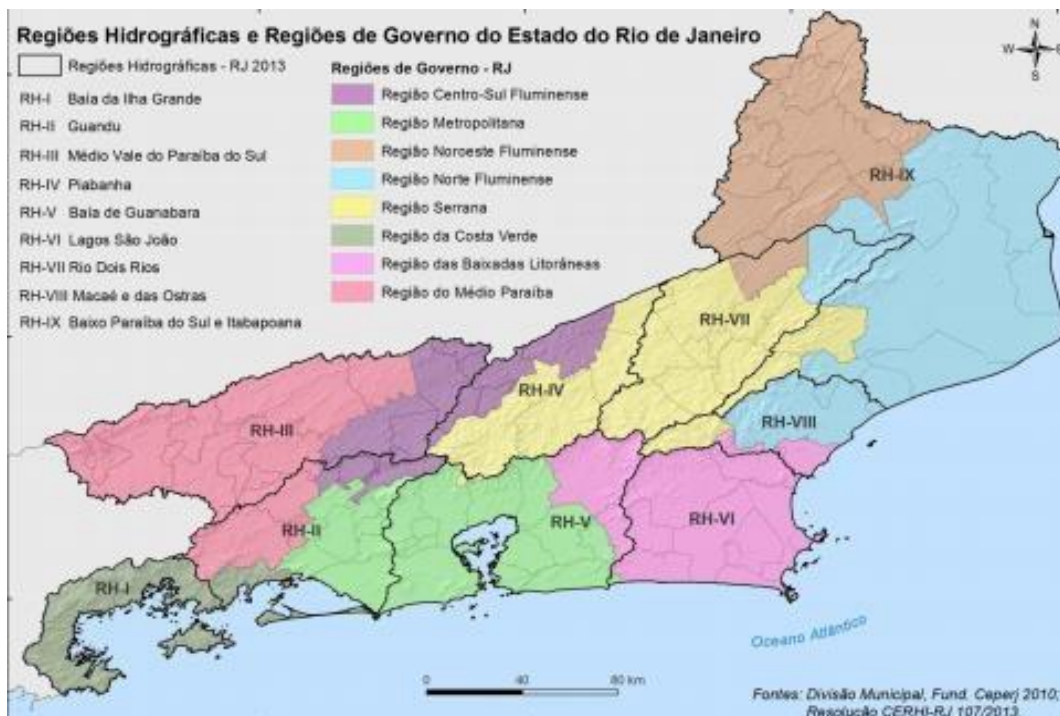 Regiões Hidrográficas e Regiões de Governo do Estado do Rio de Janeiro
Regiões Hidrográficas - RJ 2013
RH-I Baía da Ilha Grande
RH-II Guandu
RH-III Médio Vale do Paraíba do Sul
RH-IV Piabanha
RH-V Baía de Guanabara
RH-VI Lagos São João
RH-VII Rio Dois Rios
RH-VIII Macaé e das Ostras
RH-IX Baixo Paraíba do Sul e Itabapoana
Regiões de Governo - RJ
Região Centro-Sul Fluminense
Região Metropolitana
Região Noroeste Fluminense
Região Norte Fluminense
Região Serrana
Região da Costa Verde
Região das Baixadas Litorâneas
Região do Médio Paraíba
N
W
E
S
RH-IX
RH-VII
RH-IV
RH-VIII
RH-III
RH-II
RH-V
RH-VI
RH-I
Oceano Atlântico
0 40 80 km
Fontes: Divisão Municipal, Fund. Ceperj 2010;
Resolução CERHI-RJ 107/2013